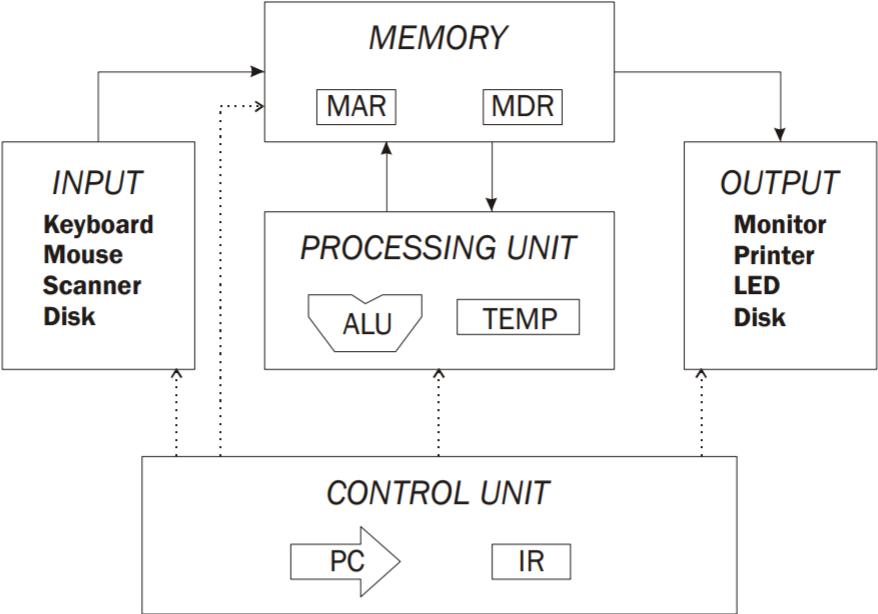 MEMORY
MAR
MDR
INPUT
Keyboard
Mouse
Scanner
Disk
PROCESSING UNIT
ALU
TEMP
OUTPUT
Monitor
Printer
LED
Disk
CONTROL UNIT
PC
IR